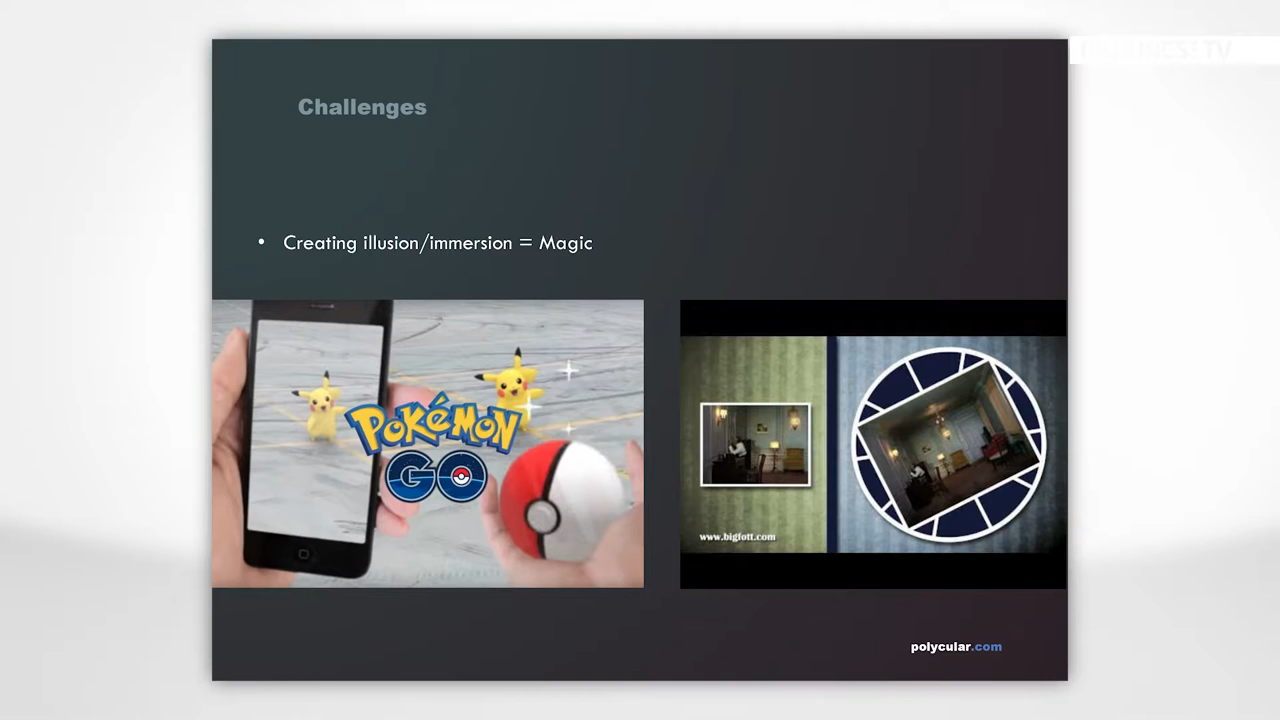 Challenges
• Creating illusion/immersion = Magic
POKéMON
GO
www.bigfott.com
polycular.com